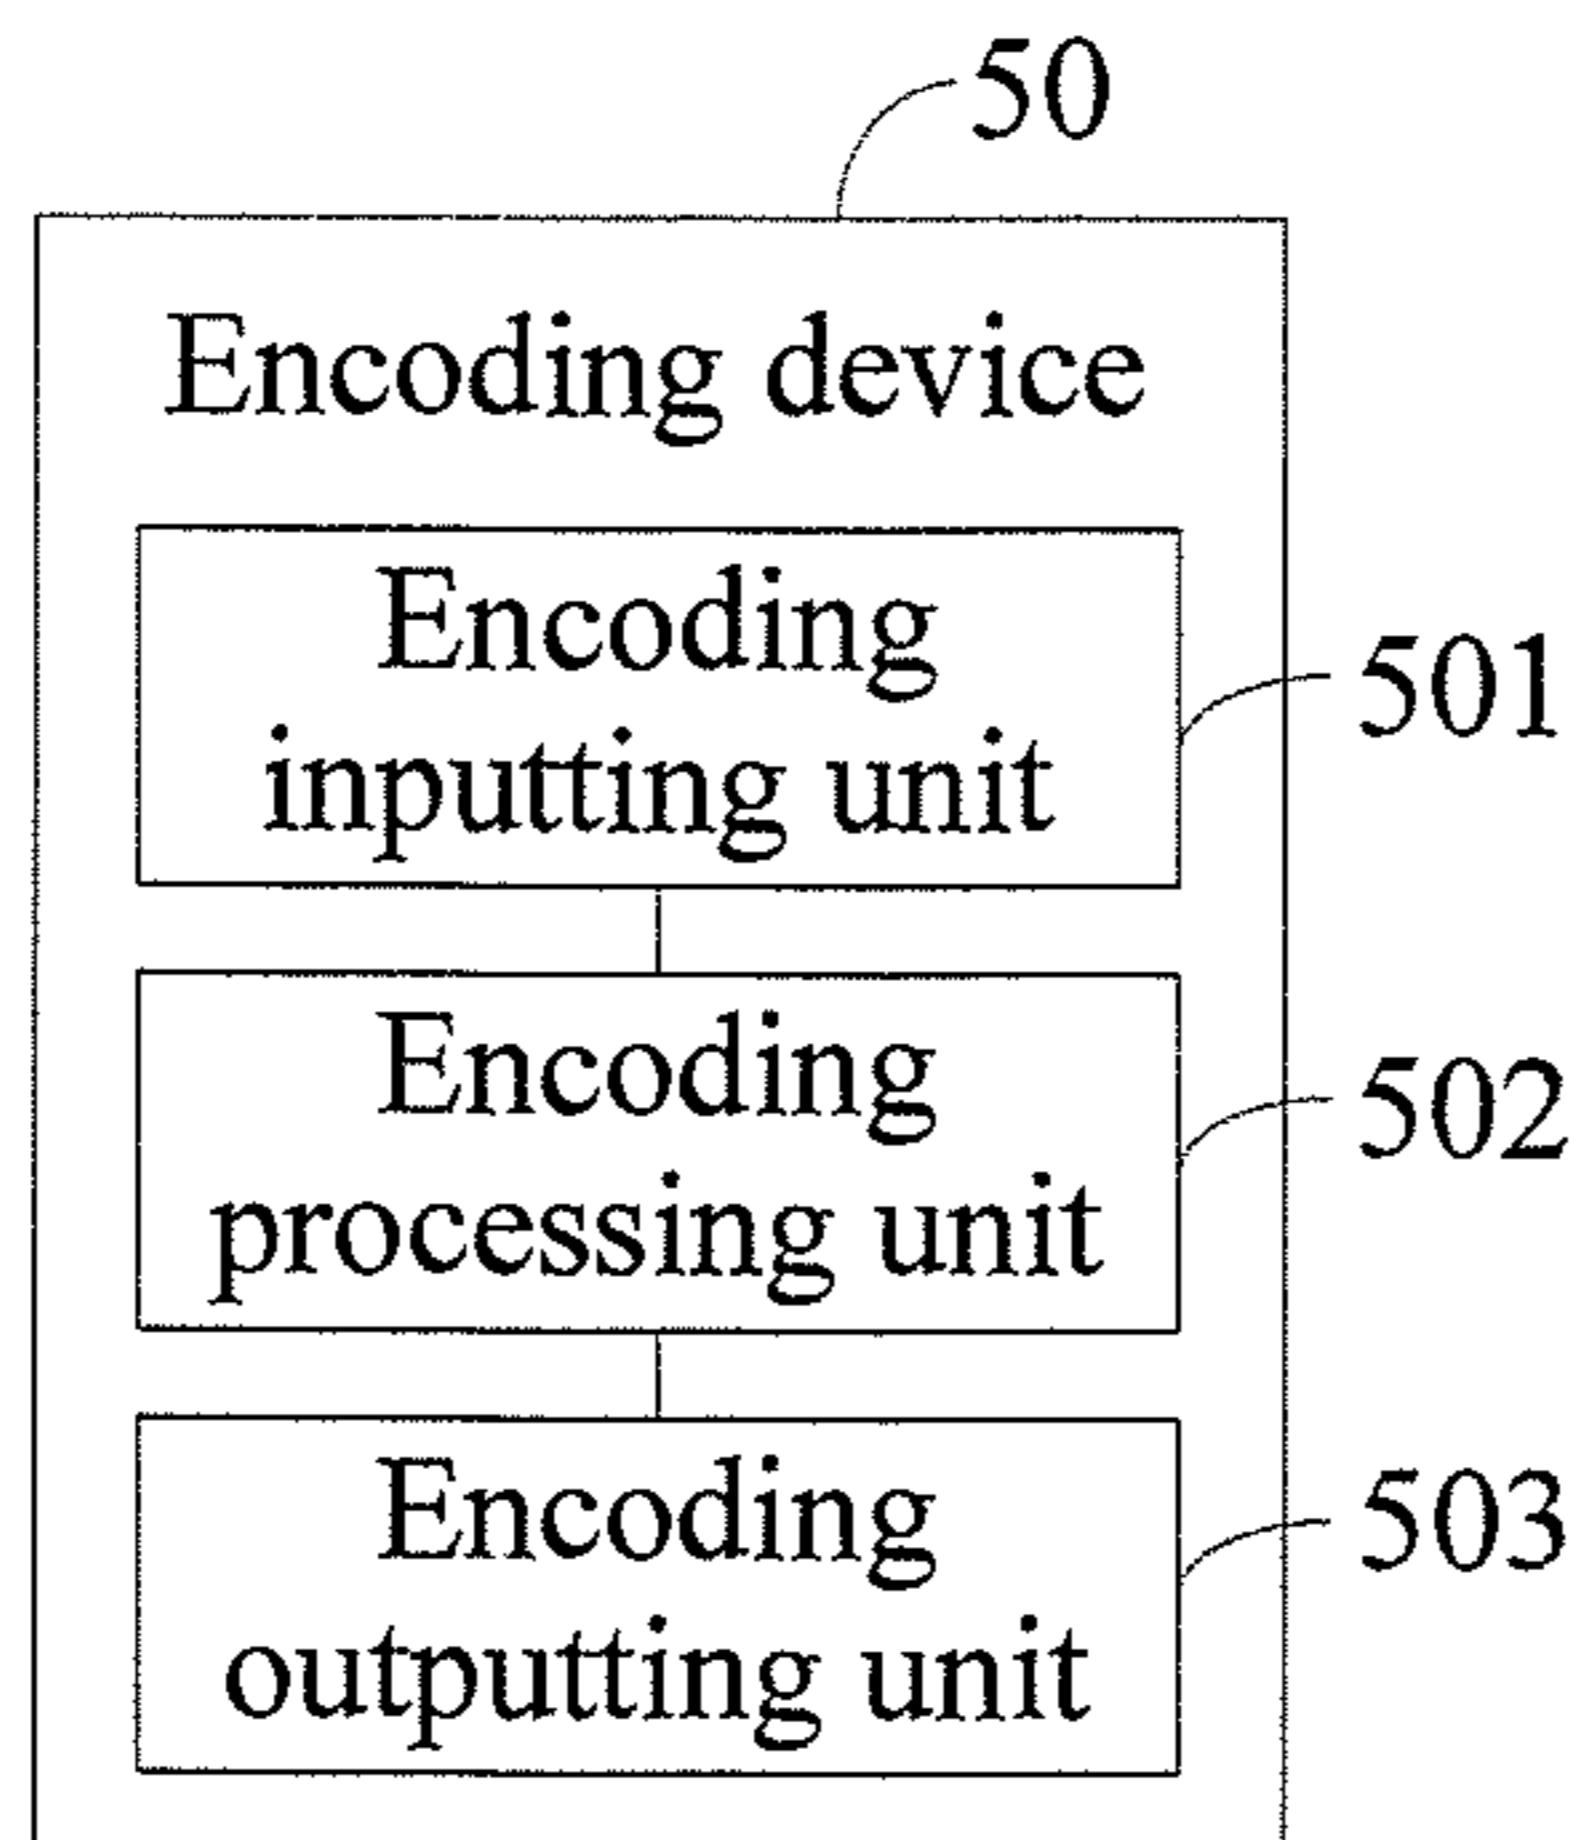 50
Encoding device
Encoding
inputting unit
501
Encoding
processing unit
502
Encoding
outputting unit
503